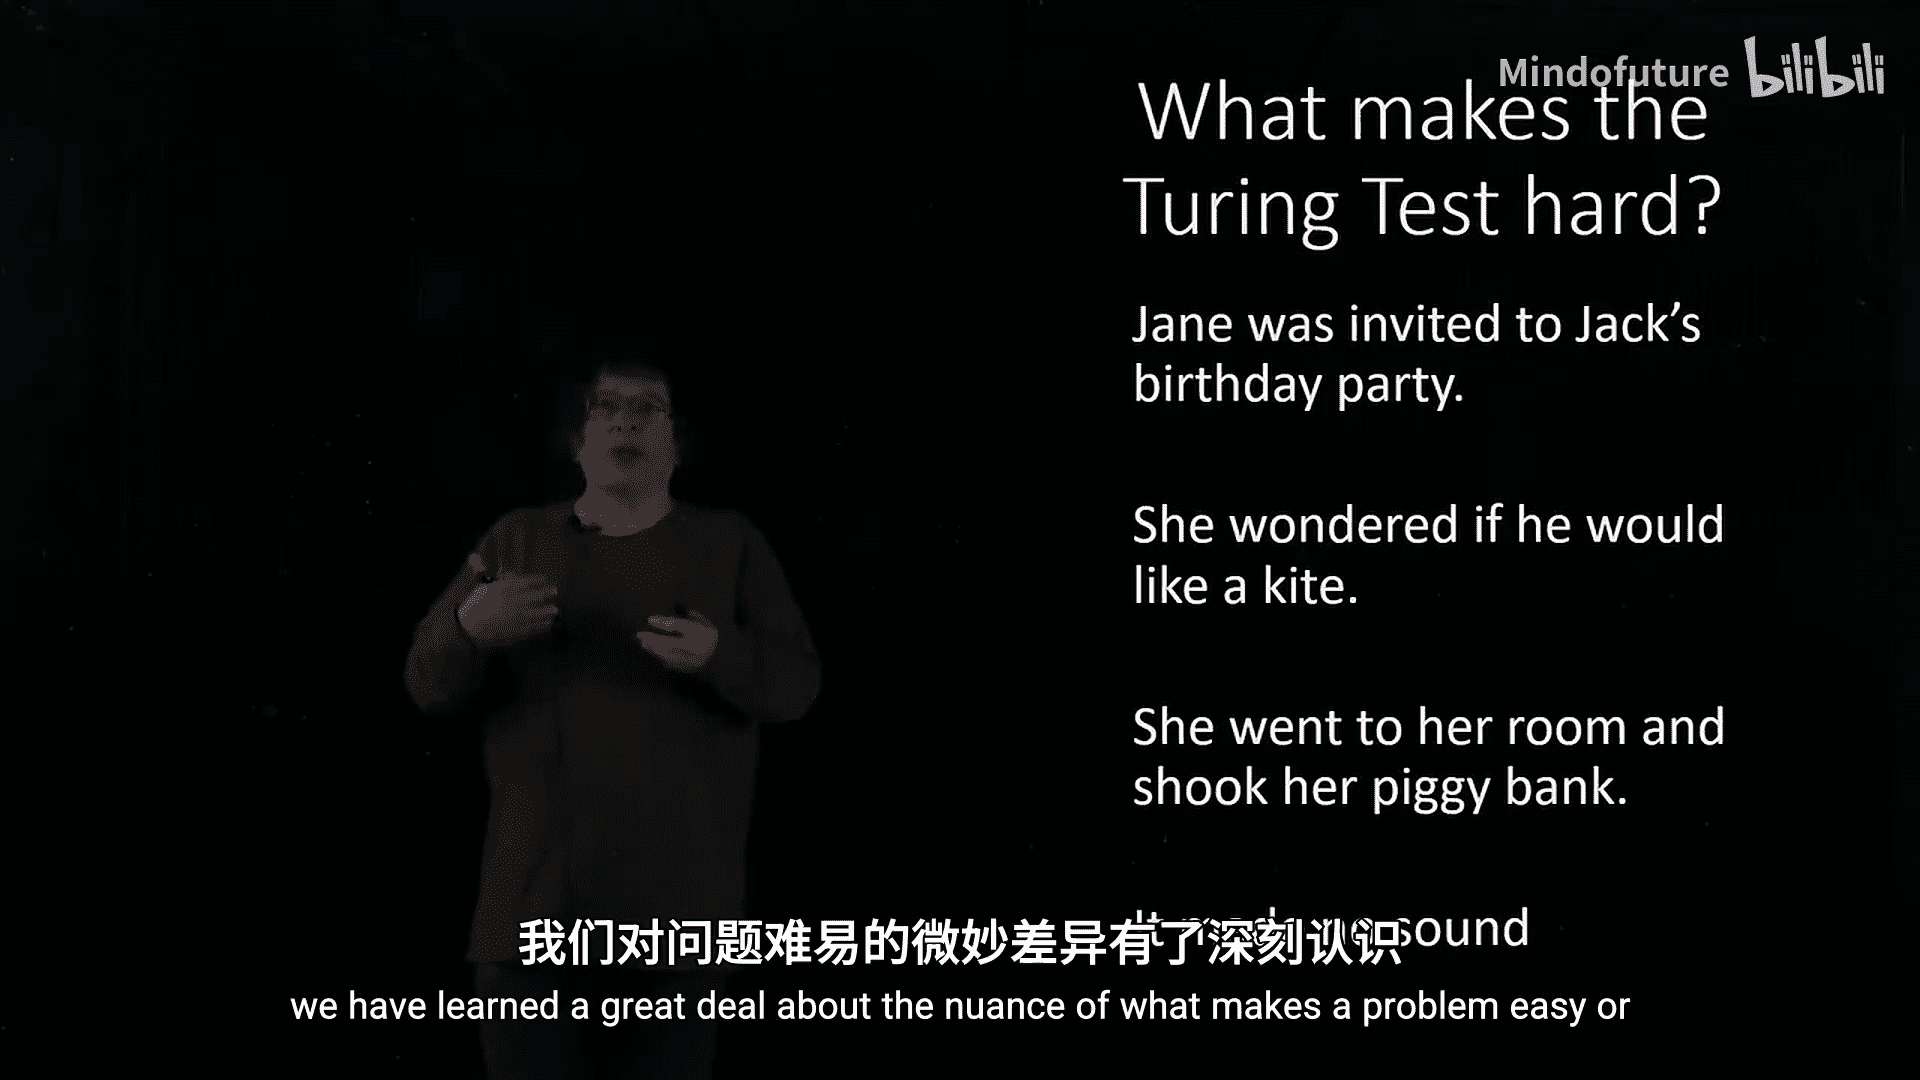 Mindofuture bilibili
What makes the
Turing Test hard?
Jane was invited to Jack’s
birthday party.
She wondered if he would
like a kite.
She went to her room and
shook her piggy bank.
sound
我们对问题难易的微妙差异有了深刻认识
we have learned a great deal about the nuance of what makes a problem easy or